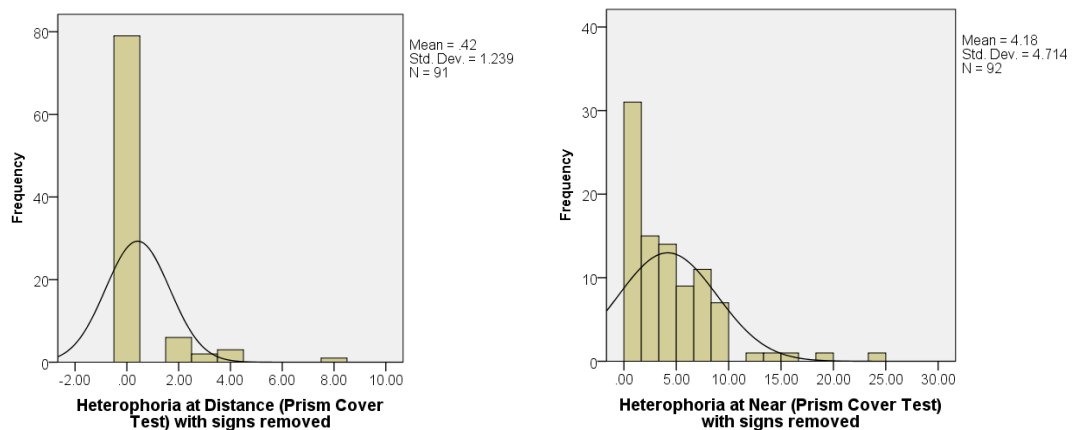 80
60
40
20
0
Frequency
-2.00 .00 2.00 4.00 6.00 8.00 10.00
Heterophoria at Distance (Prism Cover
Test) with signs removed
Mean = .42
Std. Dev. = 1.239
N = 91
40
30
20
10
0
Frequency
.00 5.00 10.00 15.00 20.00 25.00 30.00
Heterophoria at Near (Prism Cover Test)
with signs removed
Mean = 4.18
Std. Dev. = 4.714
N = 92